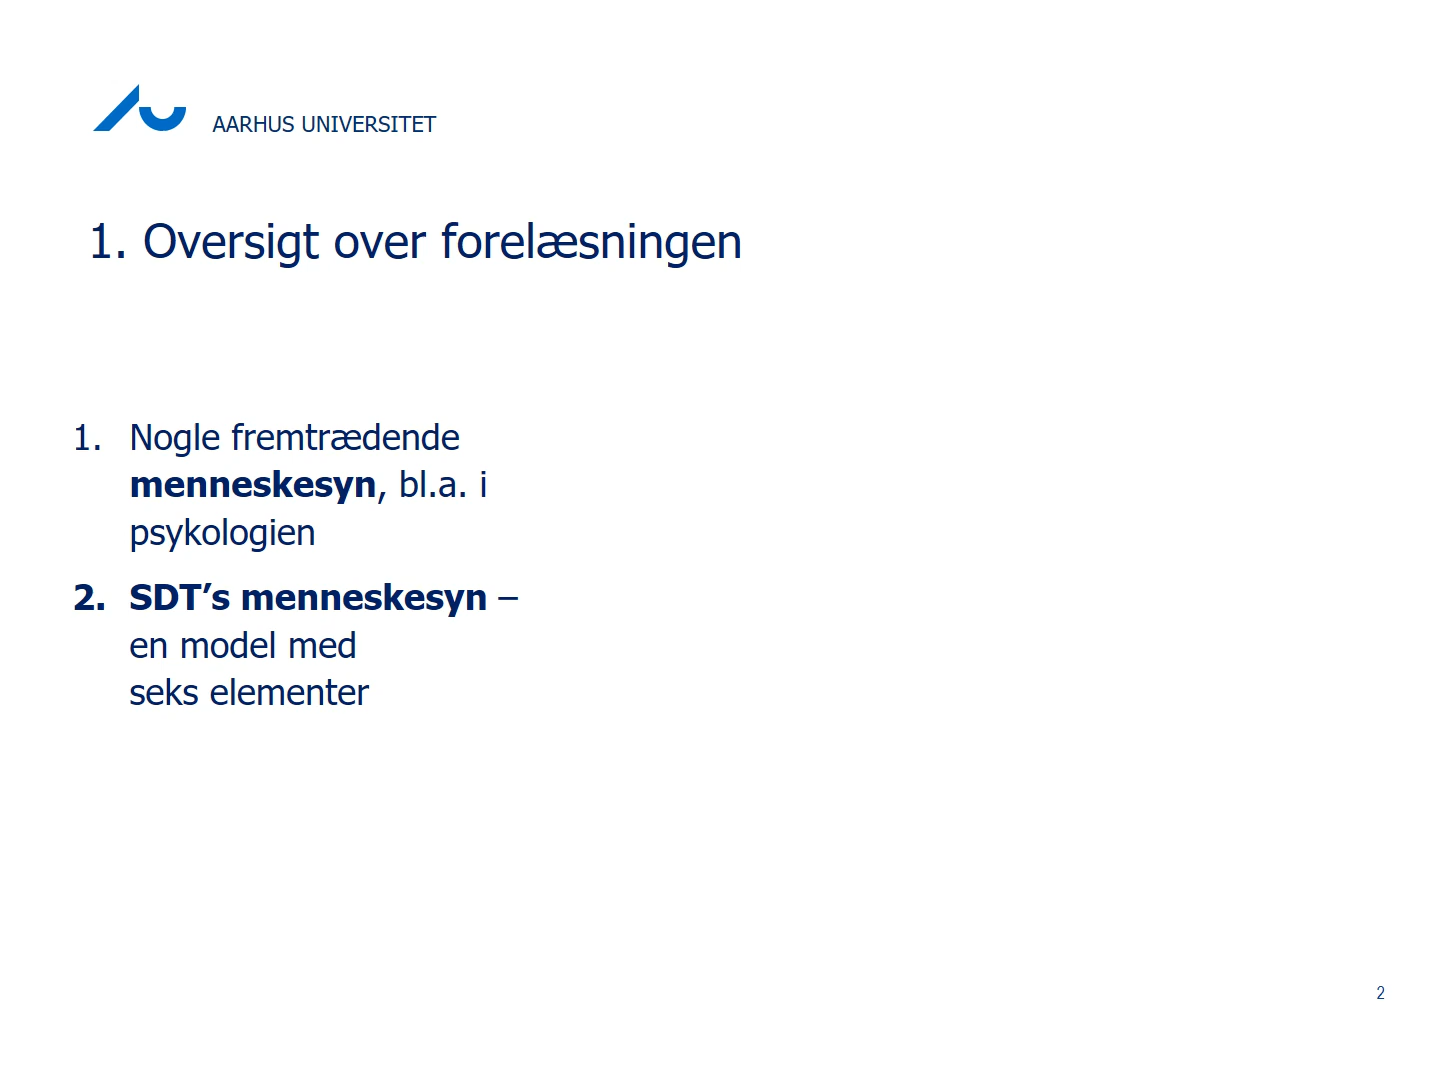 AARHUS UNIVERSITET
1. Oversigt over forelæsningen
1. Nogle fremtrædende
menneskesyn, bl.a. i
psykologien
2. SDT’s menneskesyn –
en model med
seks elementer
2